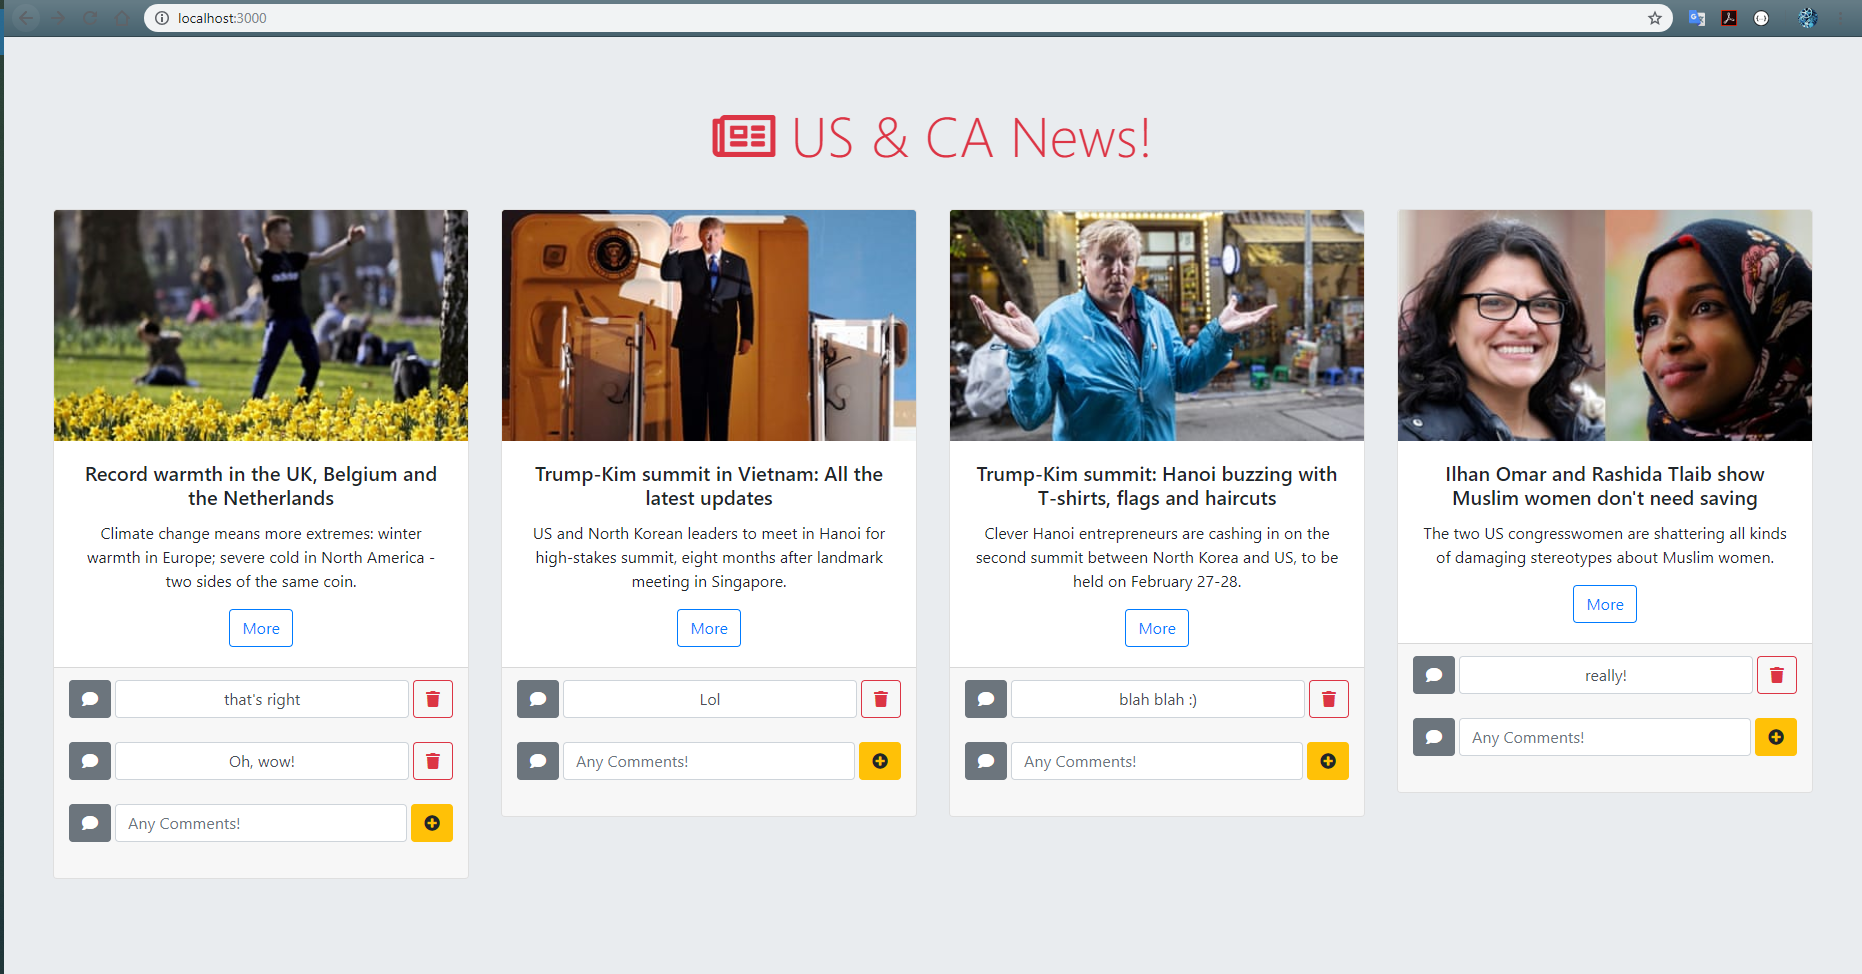 localhost:3000
US & CA News!
Record warmth in the UK, Belgium and
the Netherlands
Climate change means more extremes: winter
warmth in Europe; severe cold in North America -
two sides of the same coin.
More
that's right
Oh, wow!
Any Comments!
Trump-Kim summit in Vietnam: All the
latest updates
US and North Korean leaders to meet in Hanoi for
high-stakes summit, eight months after landmark
meeting in Singapore.
More
Lol
Any Comments!
Trump-Kim summit: Hanoi buzzing with
T-shirts, flags and haircuts
Clever Hanoi entrepreneurs are cashing in on the
second summit between North Korea and US, to be
held on February 27-28.
More
blah blah :)
Any Comments!
Ilhan Omar and Rashida Tlaib show
Muslim women don't need saving
The two US congresswomen are shattering all kinds
of damaging stereotypes about Muslim women.
More
really!
Any Comments!